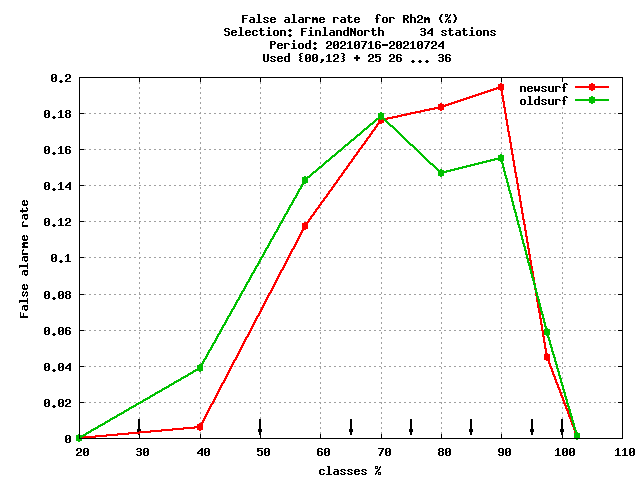 False alarme rate  for Rh2m (%)
Selection: FinlandNorth     34 stations
Period: 20210716-20210724
Used {00,12} + 25 26 ... 36
newsurf
oldsurf
0.2
0.18
0.16
0.14
0.12
0.1
0.08
0.06
0.04
0.02
0
False alarme rate
20 30 40 50 60 70 80 90 100 110
classes %